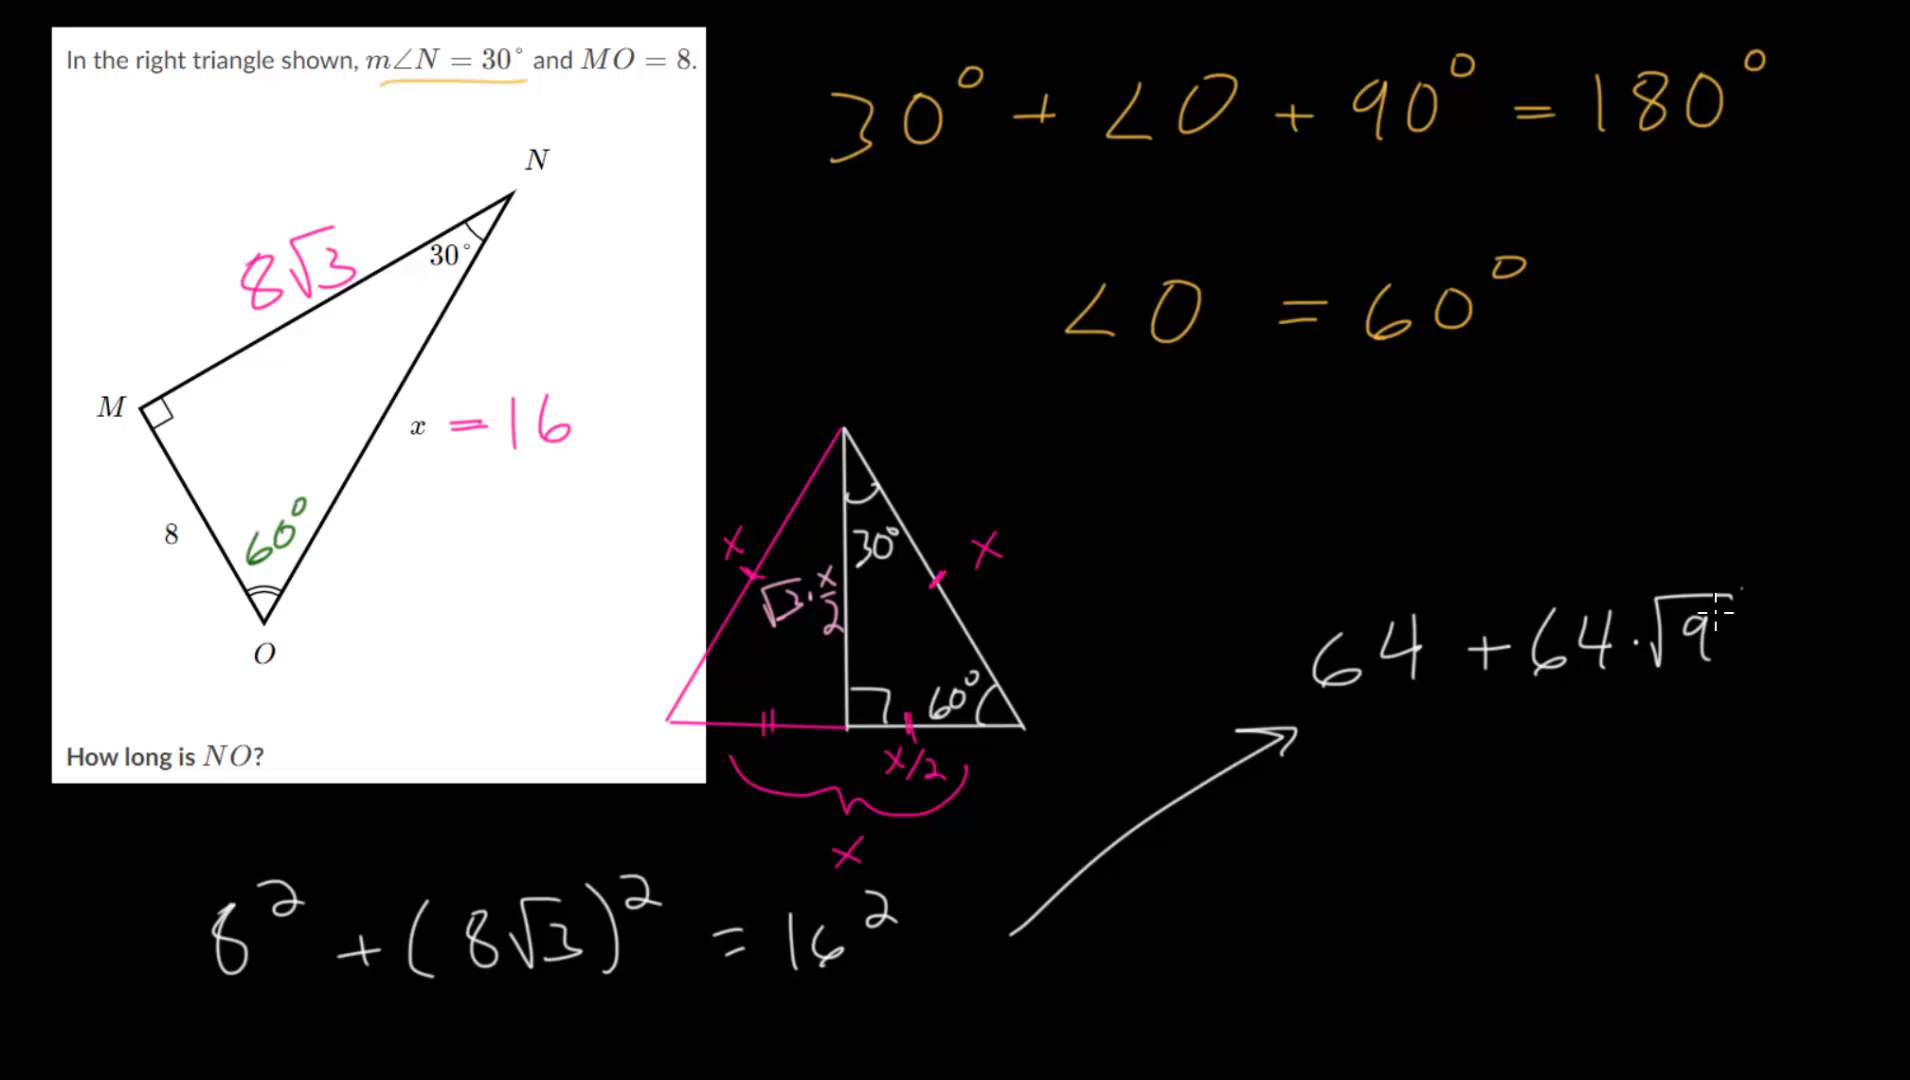 In the right triangle shown, m∠N = 30° and MO = 8.
N
8√3
30°
M
x = 16
8
60°
O
How long is NO?
30° + ∠O + 90° = 180°
∠O = 60°
x
x
30°
√3 · x/2
60°
x/2
x
8² + (8√3)² = 16²
64 + 64 · √9